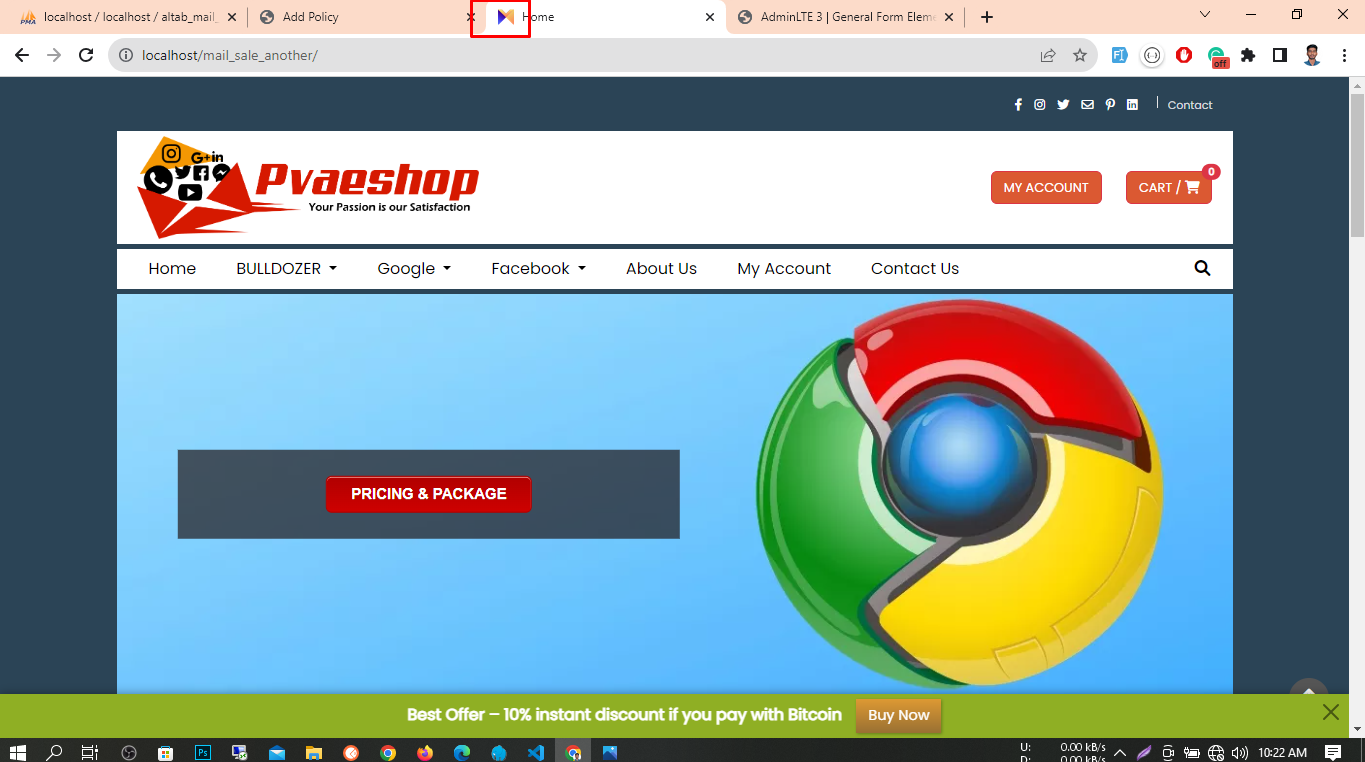 PMA localhost / localhost / altab_mail_
Add Policy
Home
AdminLTE 3 | General Form Eleme
localhost/mail_sale_another/
off
Contact
G+ in
Pvaeshop
Your Passion is our Satisfaction
MY ACCOUNT
CART /
0
Home
BULLDOZER
Google
Facebook
About Us
My Account
Contact Us
PRICING & PACKAGE
Best Offer – 10% instant discount if you pay with Bitcoin
Buy Now
Ps
U: 0.00 kB/s
D: 0.00 kB/s
10:22 AM